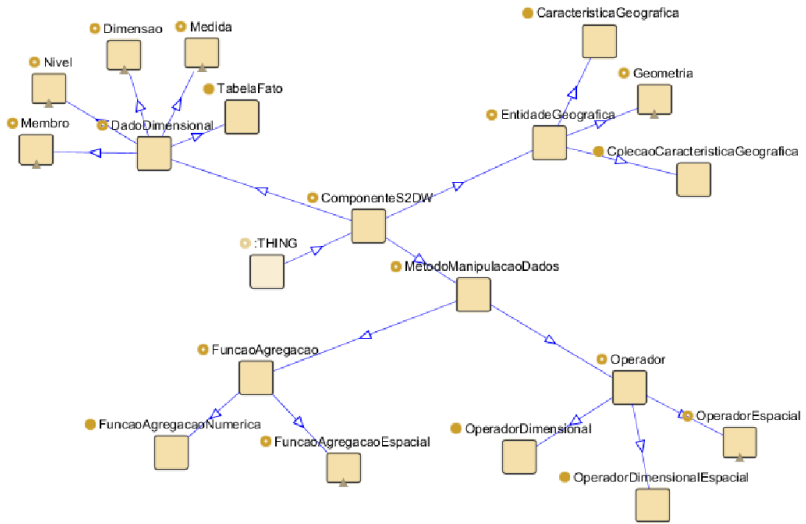 CaracteristicaGeografica
Dimensao
Medida
Nivel
Geometria
TabelaFato
Membro
DadoDimensional
EntidadeGeografica
ColecaoCaracteristicaGeografica
ComponenteS2DW
:THING
MetodoManipulacaoDados
FuncaoAgregacao
Operador
FuncaoAgregacaoNumerica
FuncaoAgregacaoEspacial
OperadorDimensional
OperadorEspacial
OperadorDimensionalEspacial